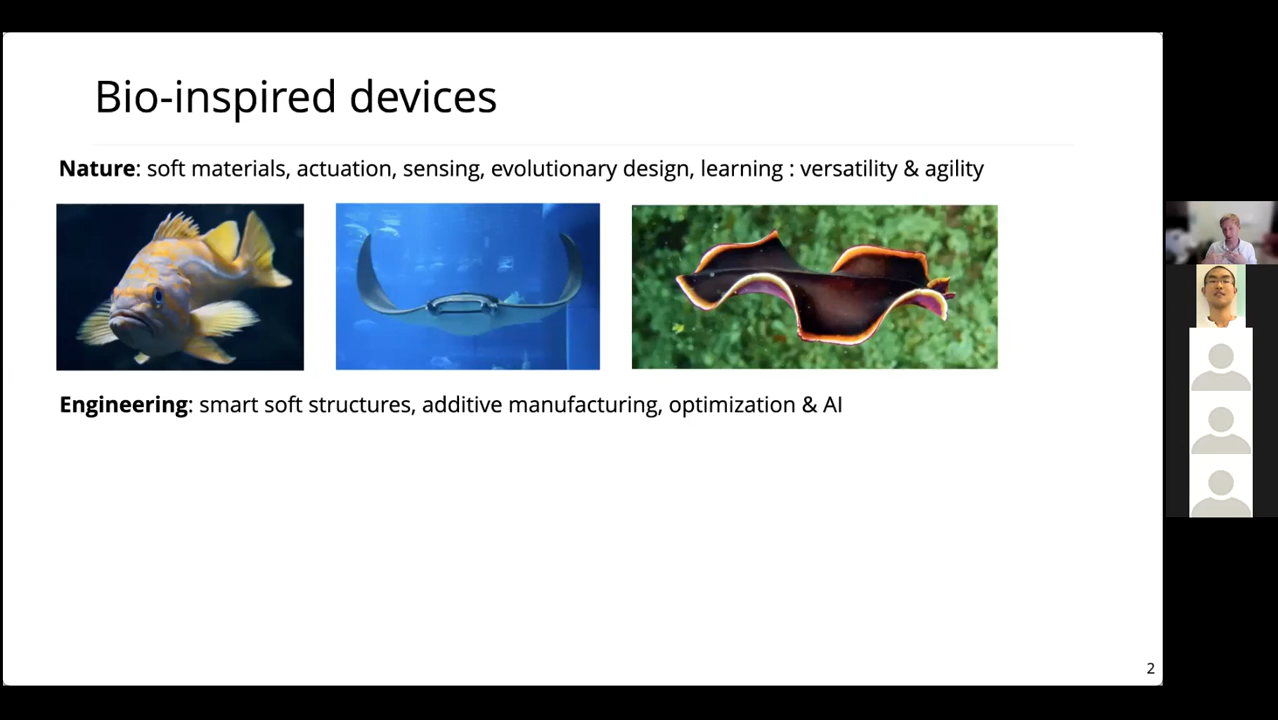 Bio-inspired devices
Nature: soft materials, actuation, sensing, evolutionary design, learning : versatility & agility
Engineering: smart soft structures, additive manufacturing, optimization & AI
2